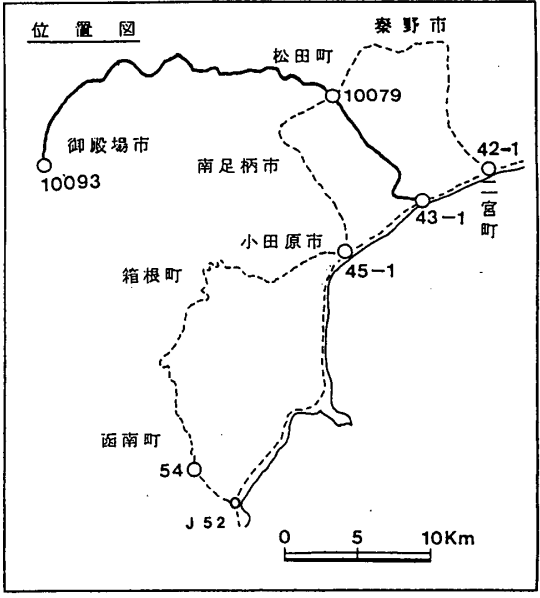 位置図
秦野市
松田町
10079
御殿場市
10093
南足柄市
42-1
二宮町
43-1
小田原市
45-1
箱根町
函南町
54
J52
0 5 10Km